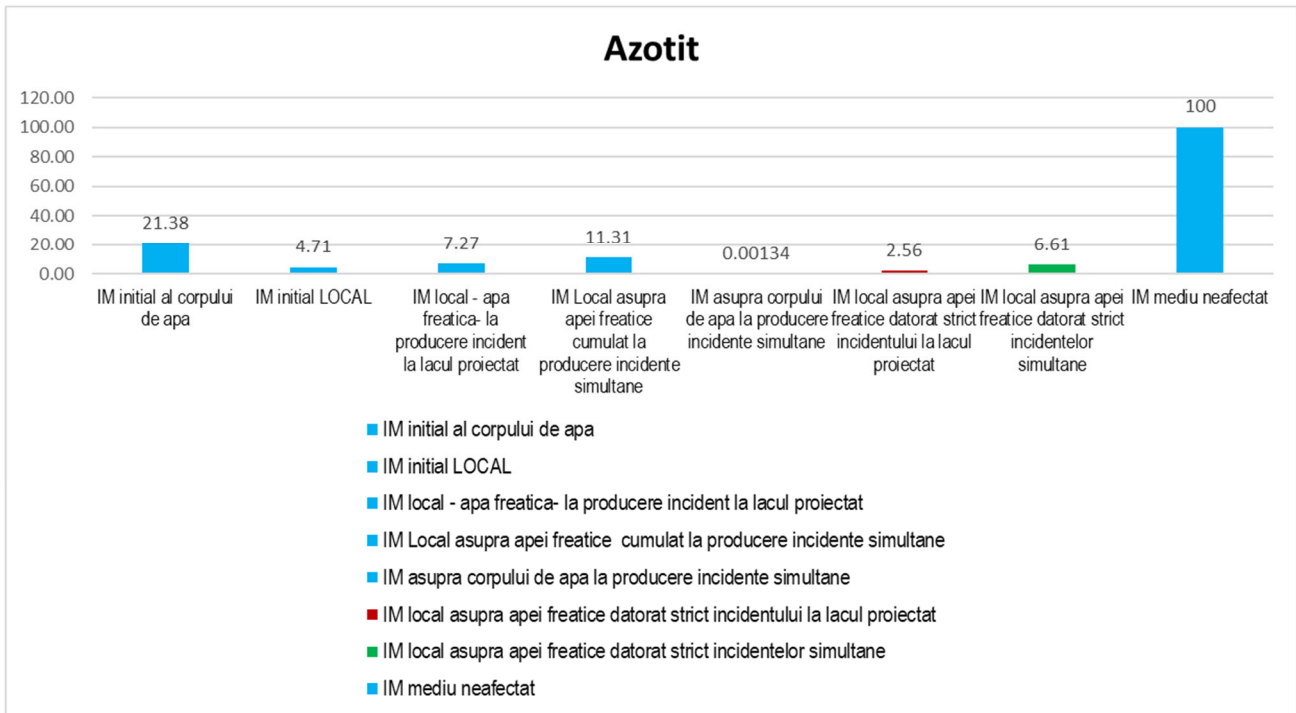 Azotit
120.00
100.00
80.00
60.00
40.00
20.00
0.00
21.38
4.71
7.27
11.31
0.00134
2.56
6.61
100
IM initial al corpului
de apa
IM initial LOCAL
IM local - apa
freatica- la
producere incident
la lacul proiectat
IM Local asupra
apei freatice
cumulat la
producere incidente
simultane
IM asupra corpului
de apa la producere
incidente simultane
IM local asupra apei
freatice datorat strict
incidentului la lacul
proiectat
IM local asupra apei
freatice datorat strict
incidentelor
simultane
IM mediu neafectat
IM initial al corpului de apa
IM initial LOCAL
IM local - apa freatica- la producere incident la lacul proiectat
IM Local asupra apei freatice  cumulat la producere incidente simultane
IM asupra corpului de apa la producere incidente simultane
IM local asupra apei freatice datorat strict incidentului la lacul proiectat
IM local asupra apei freatice datorat strict incidentelor simultane
IM mediu neafectat